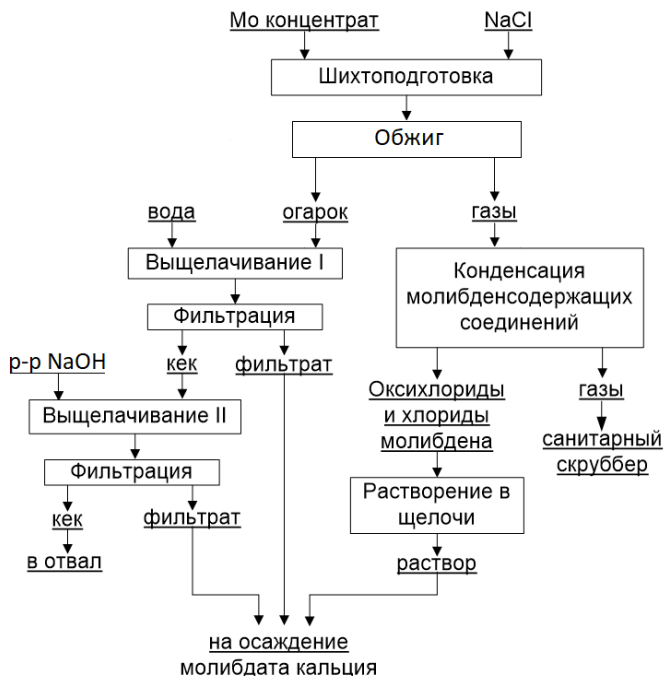 Мо концентрат
NaCl
Шихтоподготовка
Обжиг
вода
огарок
газы
Выщелачивание I
Конденсация
молибденсодержащих
соединений
Фильтрация
р-р NaOH
кек
фильтрат
Оксихлориды
и хлориды
молибдена
газы
санитарный
скруббер
Выщелачивание II
Фильтрация
Растворение в
щелочи
кек
фильтрат
в отвал
раствор
на осаждение
молибдата кальция